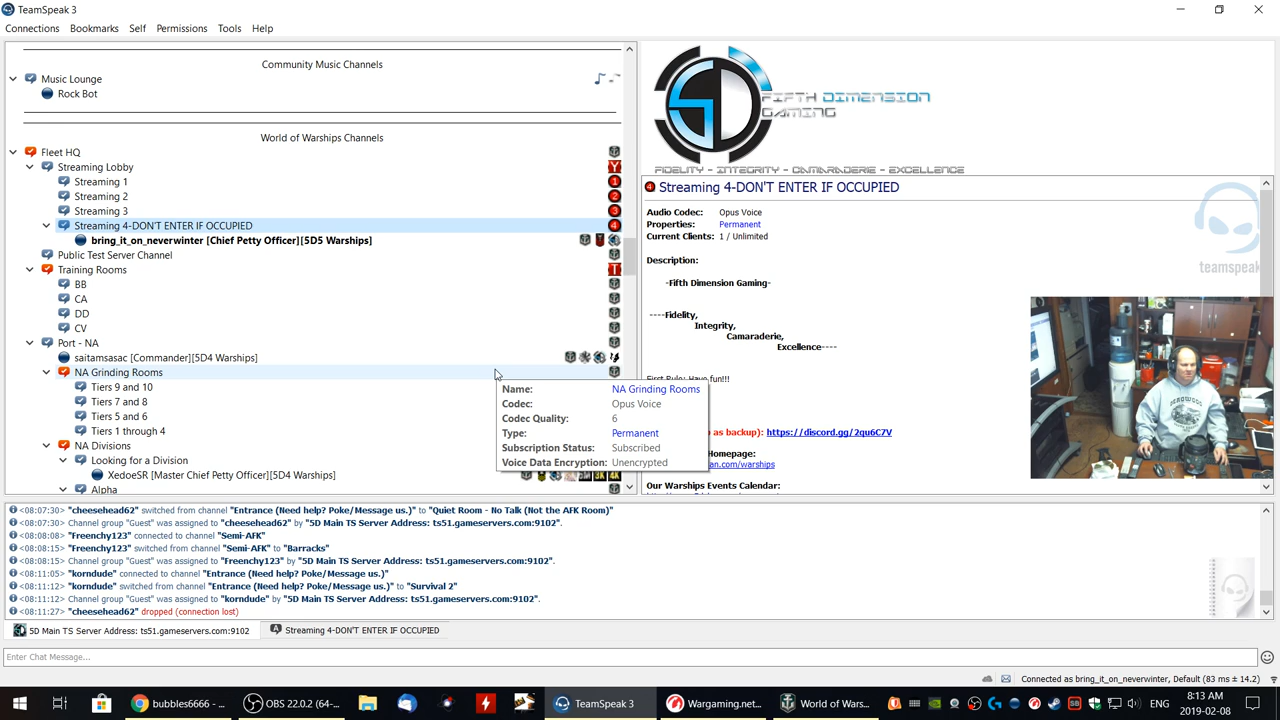 TeamSpeak 3
Connections Bookmarks Self Permissions Tools Help
Community Music Channels
Music Lounge
Rock Bot
World of Warships Channels
Fleet HQ
Streaming Lobby
Streaming 1
Streaming 2
Streaming 3
Streaming 4-DON'T ENTER IF OCCUPIED
bring_it_on_neverwinter [Chief Petty Officer][5D5 Warships]
Public Test Server Channel
Training Rooms
BB
CA
DD
CV
Port - NA
saitamsasac [Commander][5D4 Warships]
NA Grinding Rooms
Tiers 9 and 10
Tiers 7 and 8
Tiers 5 and 6
Tiers 1 through 4
NA Divisions
Looking for a Division
XedoeSR [Master Chief Petty Officer][5D4 Warships]
Alpha
Y
1
2
3
4
T
Name: NA Grinding Rooms
Codec: Opus Voice
Codec Quality: 6
Type: Permanent
Subscription Status: Subscribed
Voice Data Encryption: Unencrypted
5D
FIFTH DIMENSION
GAMING
FIDELITY - INTEGRITY - CAMARADERIE - EXCELLENCE
4 Streaming 4-DON'T ENTER IF OCCUPIED
Audio Codec: Opus Voice
Properties: Permanent
Current Clients: 1 / Unlimited
Description:
-Fifth Dimension Gaming-
----Fidelity,
Integrity,
Camaraderie,
Excellence----
First Rule: Have fun!!!
as backup): https://discord.gg/2qu6C7V
Homepage:
an.com/warships
Our Warships Events Calendar:
teamspeak
<08:07:30> "cheesehead62" switched from channel "Entrance (Need help? Poke/Message us.)" to "Quiet Room - No Talk (Not the AFK Room)"
<08:07:30> Channel group "Guest" was assigned to "cheesehead62" by "5D Main TS Server Address: ts51.gameservers.com:9102".
<08:08:08> "Freenchy123" connected to channel "Semi-AFK"
<08:08:15> "Freenchy123" switched from channel "Semi-AFK" to "Barracks"
<08:08:15> Channel group "Guest" was assigned to "Freenchy123" by "5D Main TS Server Address: ts51.gameservers.com:9102".
<08:11:05> "korndude" connected to channel "Entrance (Need help? Poke/Message us.)"
<08:11:12> "korndude" switched from channel "Entrance (Need help? Poke/Message us.)" to "Survival 2"
<08:11:12> Channel group "Guest" was assigned to "korndude" by "5D Main TS Server Address: ts51.gameservers.com:9102".
<08:11:27> "cheesehead62" dropped (connection lost)
5D Main TS Server Address: ts51.gameservers.com:9102
Streaming 4-DON'T ENTER IF OCCUPIED
Enter Chat Message...
Connected as bring_it_on_neverwinter, Default (83 ms ± 14.2)
bubbles6666 - ...
OBS 22.0.2 (64-...
TeamSpeak 3
Wargaming.net...
World of Wars...
ENG
8:13 AM
2019-02-08